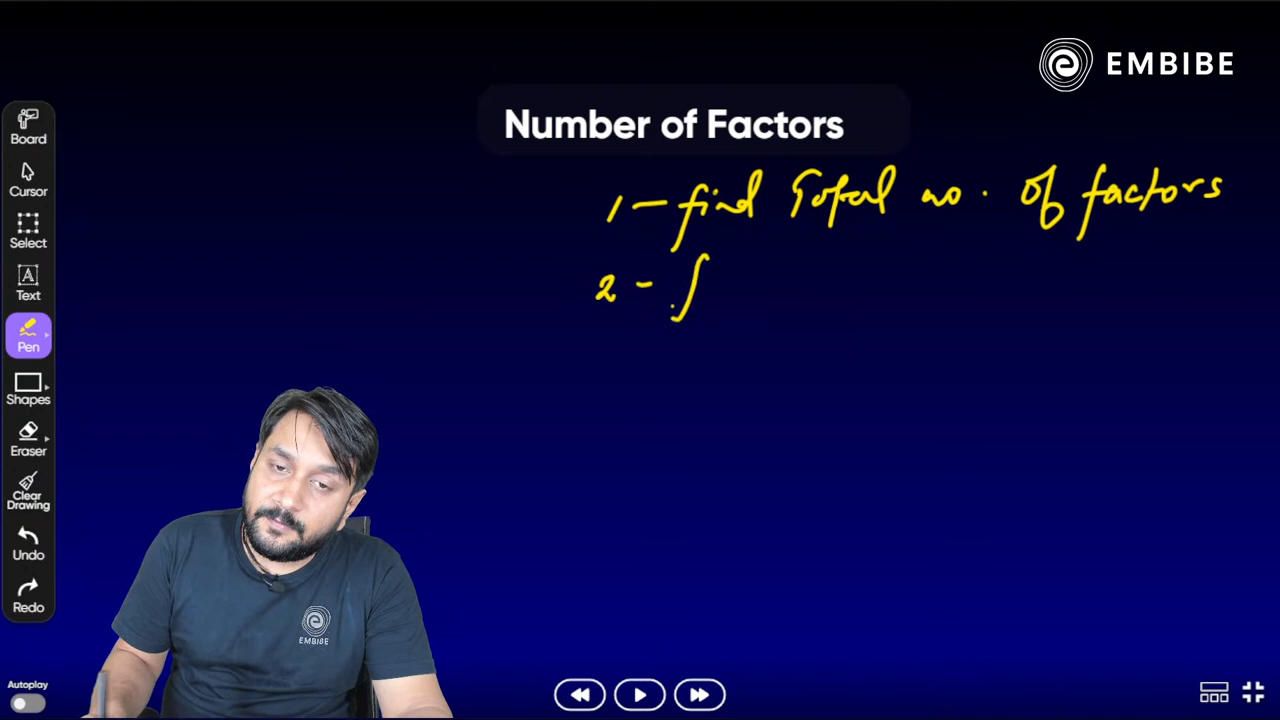 EMBIBE
Number of Factors
1 - find Total no. of factors
2 - f
Board
Cursor
Select
A
Text
Pen
Shapes
Eraser
Clear
Drawing
Undo
Redo
EMBIBE
Autoplay